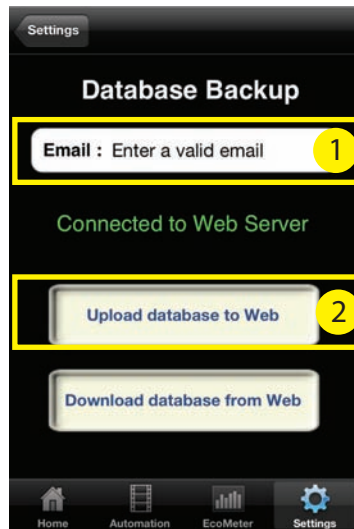 Settings
Database Backup
Email : Enter a valid email 1
Connected to Web Server
Upload database to Web 2
Download database from Web
Home Automation EcoMeter Settings